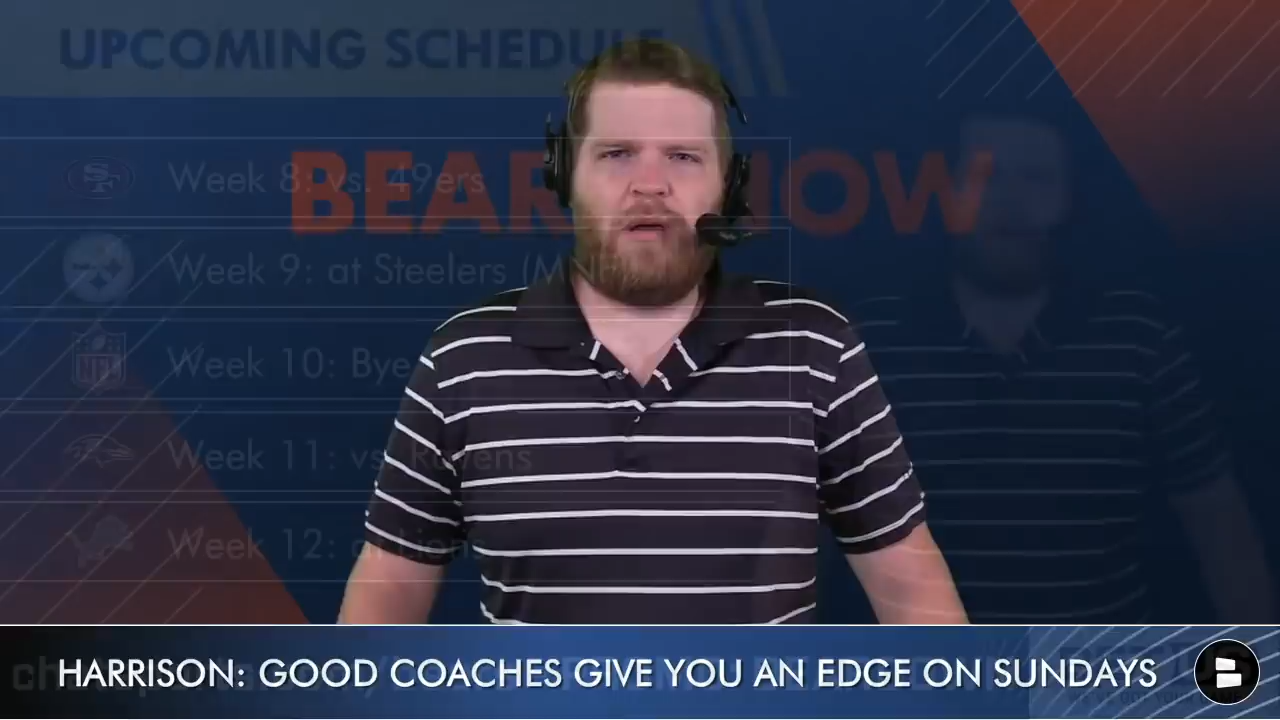 UPCOMING SCHEDULE
BEAR NOW
Week 8: vs. 49ers
Week 9: at Steelers (MNF)
Week 10: Bye
Week 11: vs. Ravens
Week 12: at Lions
HARRISON: GOOD COACHES GIVE YOU AN EDGE ON SUNDAYS